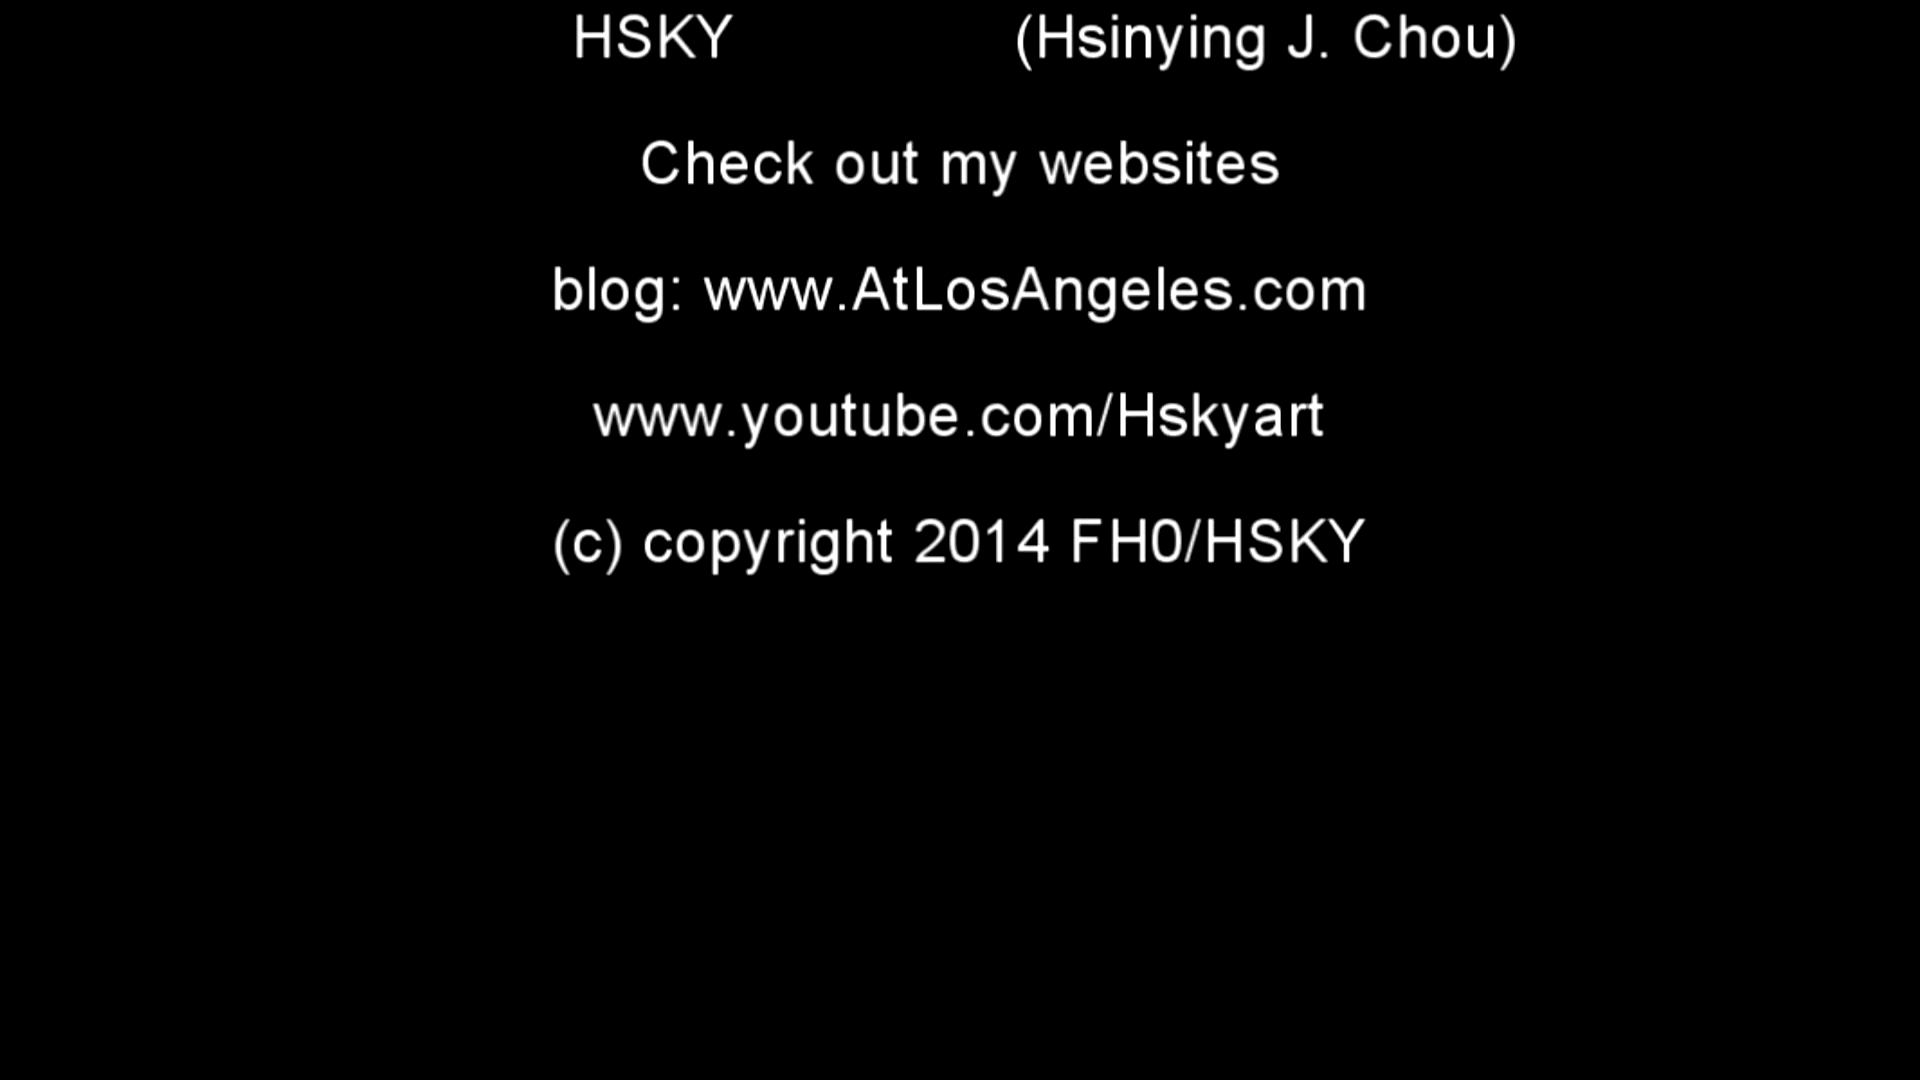 HSKY (Hsinying J. Chou)
Check out my websites
blog: www.AtLosAngeles.com
www.youtube.com/Hskyart
(c) copyright 2014 FH0/HSKY